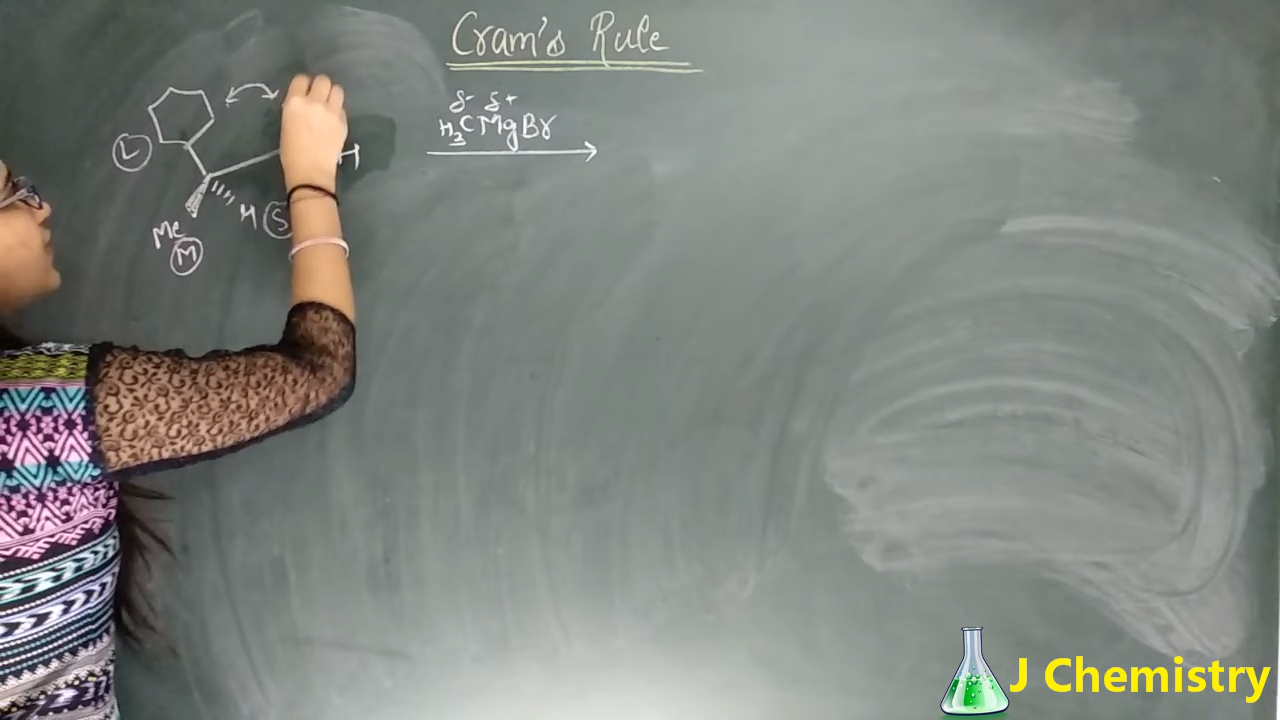 Cram's Rule
δ- δ+
H3CMgBr
L
H
Me
H S
M
J Chemistry